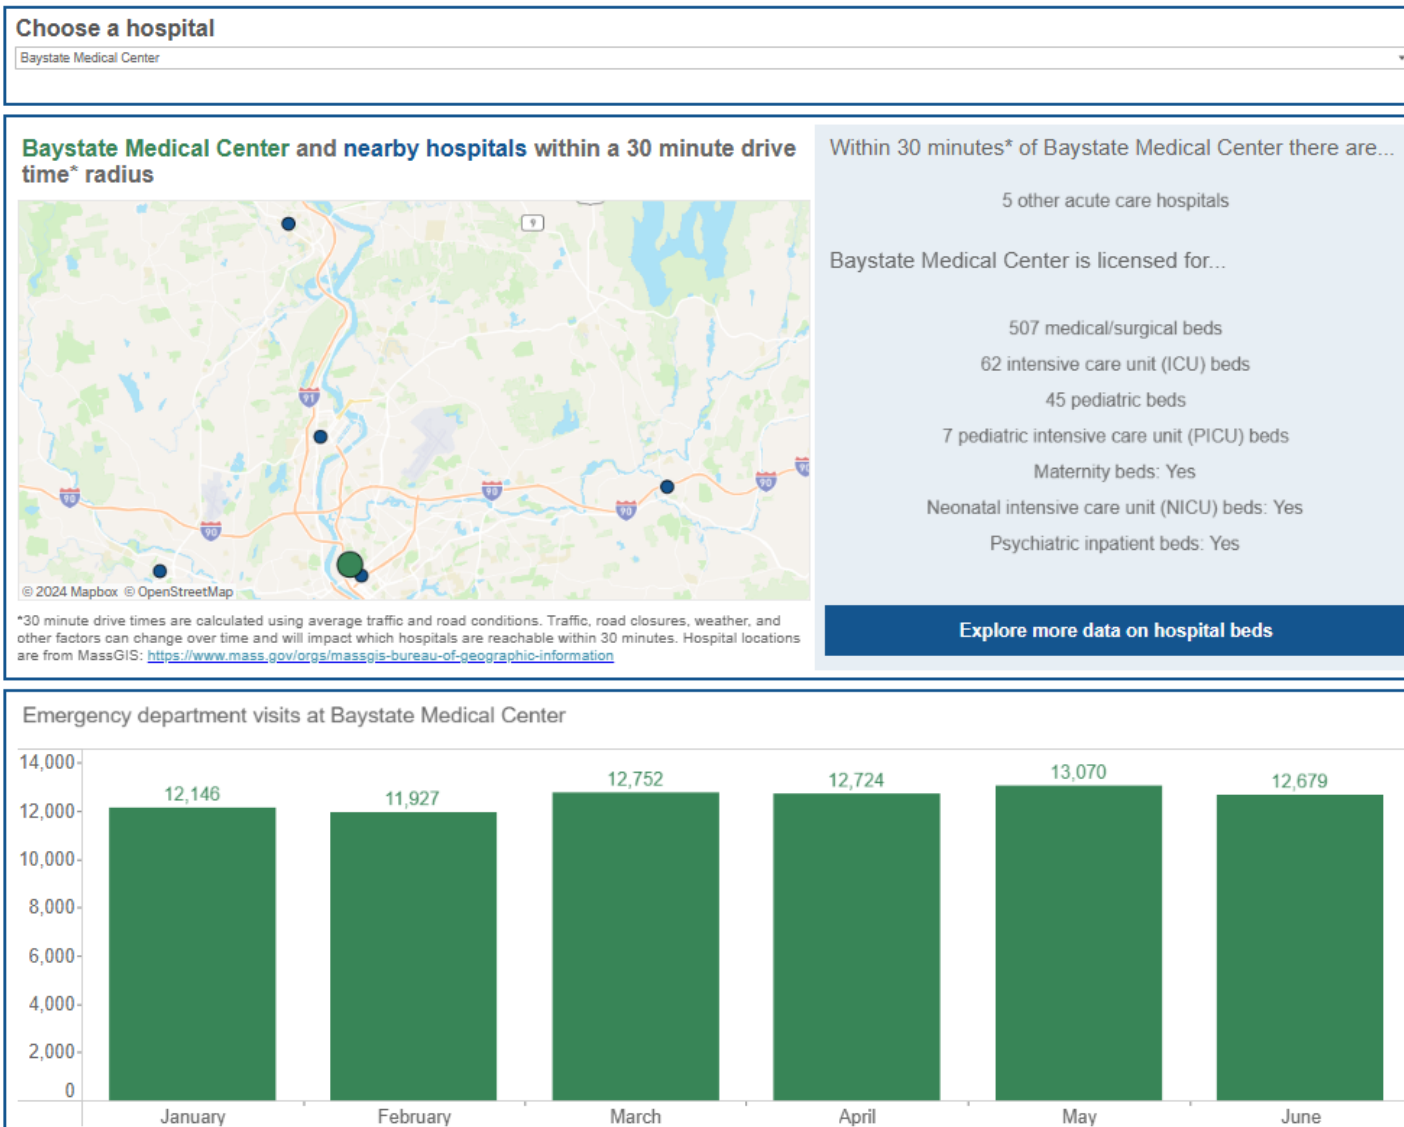 Choose a hospital
Baystate Medical Center
Baystate Medical Center and nearby hospitals within a 30 minute drive
time* radius
9
91
90
90
90
90
90
90
© 2024 Mapbox © OpenStreetMap
*30 minute drive times are calculated using average traffic and road conditions. Traffic, road closures, weather, and
other factors can change over time and will impact which hospitals are reachable within 30 minutes. Hospital locations
are from MassGIS: https://www.mass.gov/orgs/massgis-bureau-of-geographic-information
Within 30 minutes* of Baystate Medical Center there are...
5 other acute care hospitals
Baystate Medical Center is licensed for...
507 medical/surgical beds
62 intensive care unit (ICU) beds
45 pediatric beds
7 pediatric intensive care unit (PICU) beds
Maternity beds: Yes
Neonatal intensive care unit (NICU) beds: Yes
Psychiatric inpatient beds: Yes
Explore more data on hospital beds
Emergency department visits at Baystate Medical Center
14,000
12,000
10,000
8,000
6,000
4,000
2,000
0
12,146
11,927
12,752
12,724
13,070
12,679
January
February
March
April
May
June